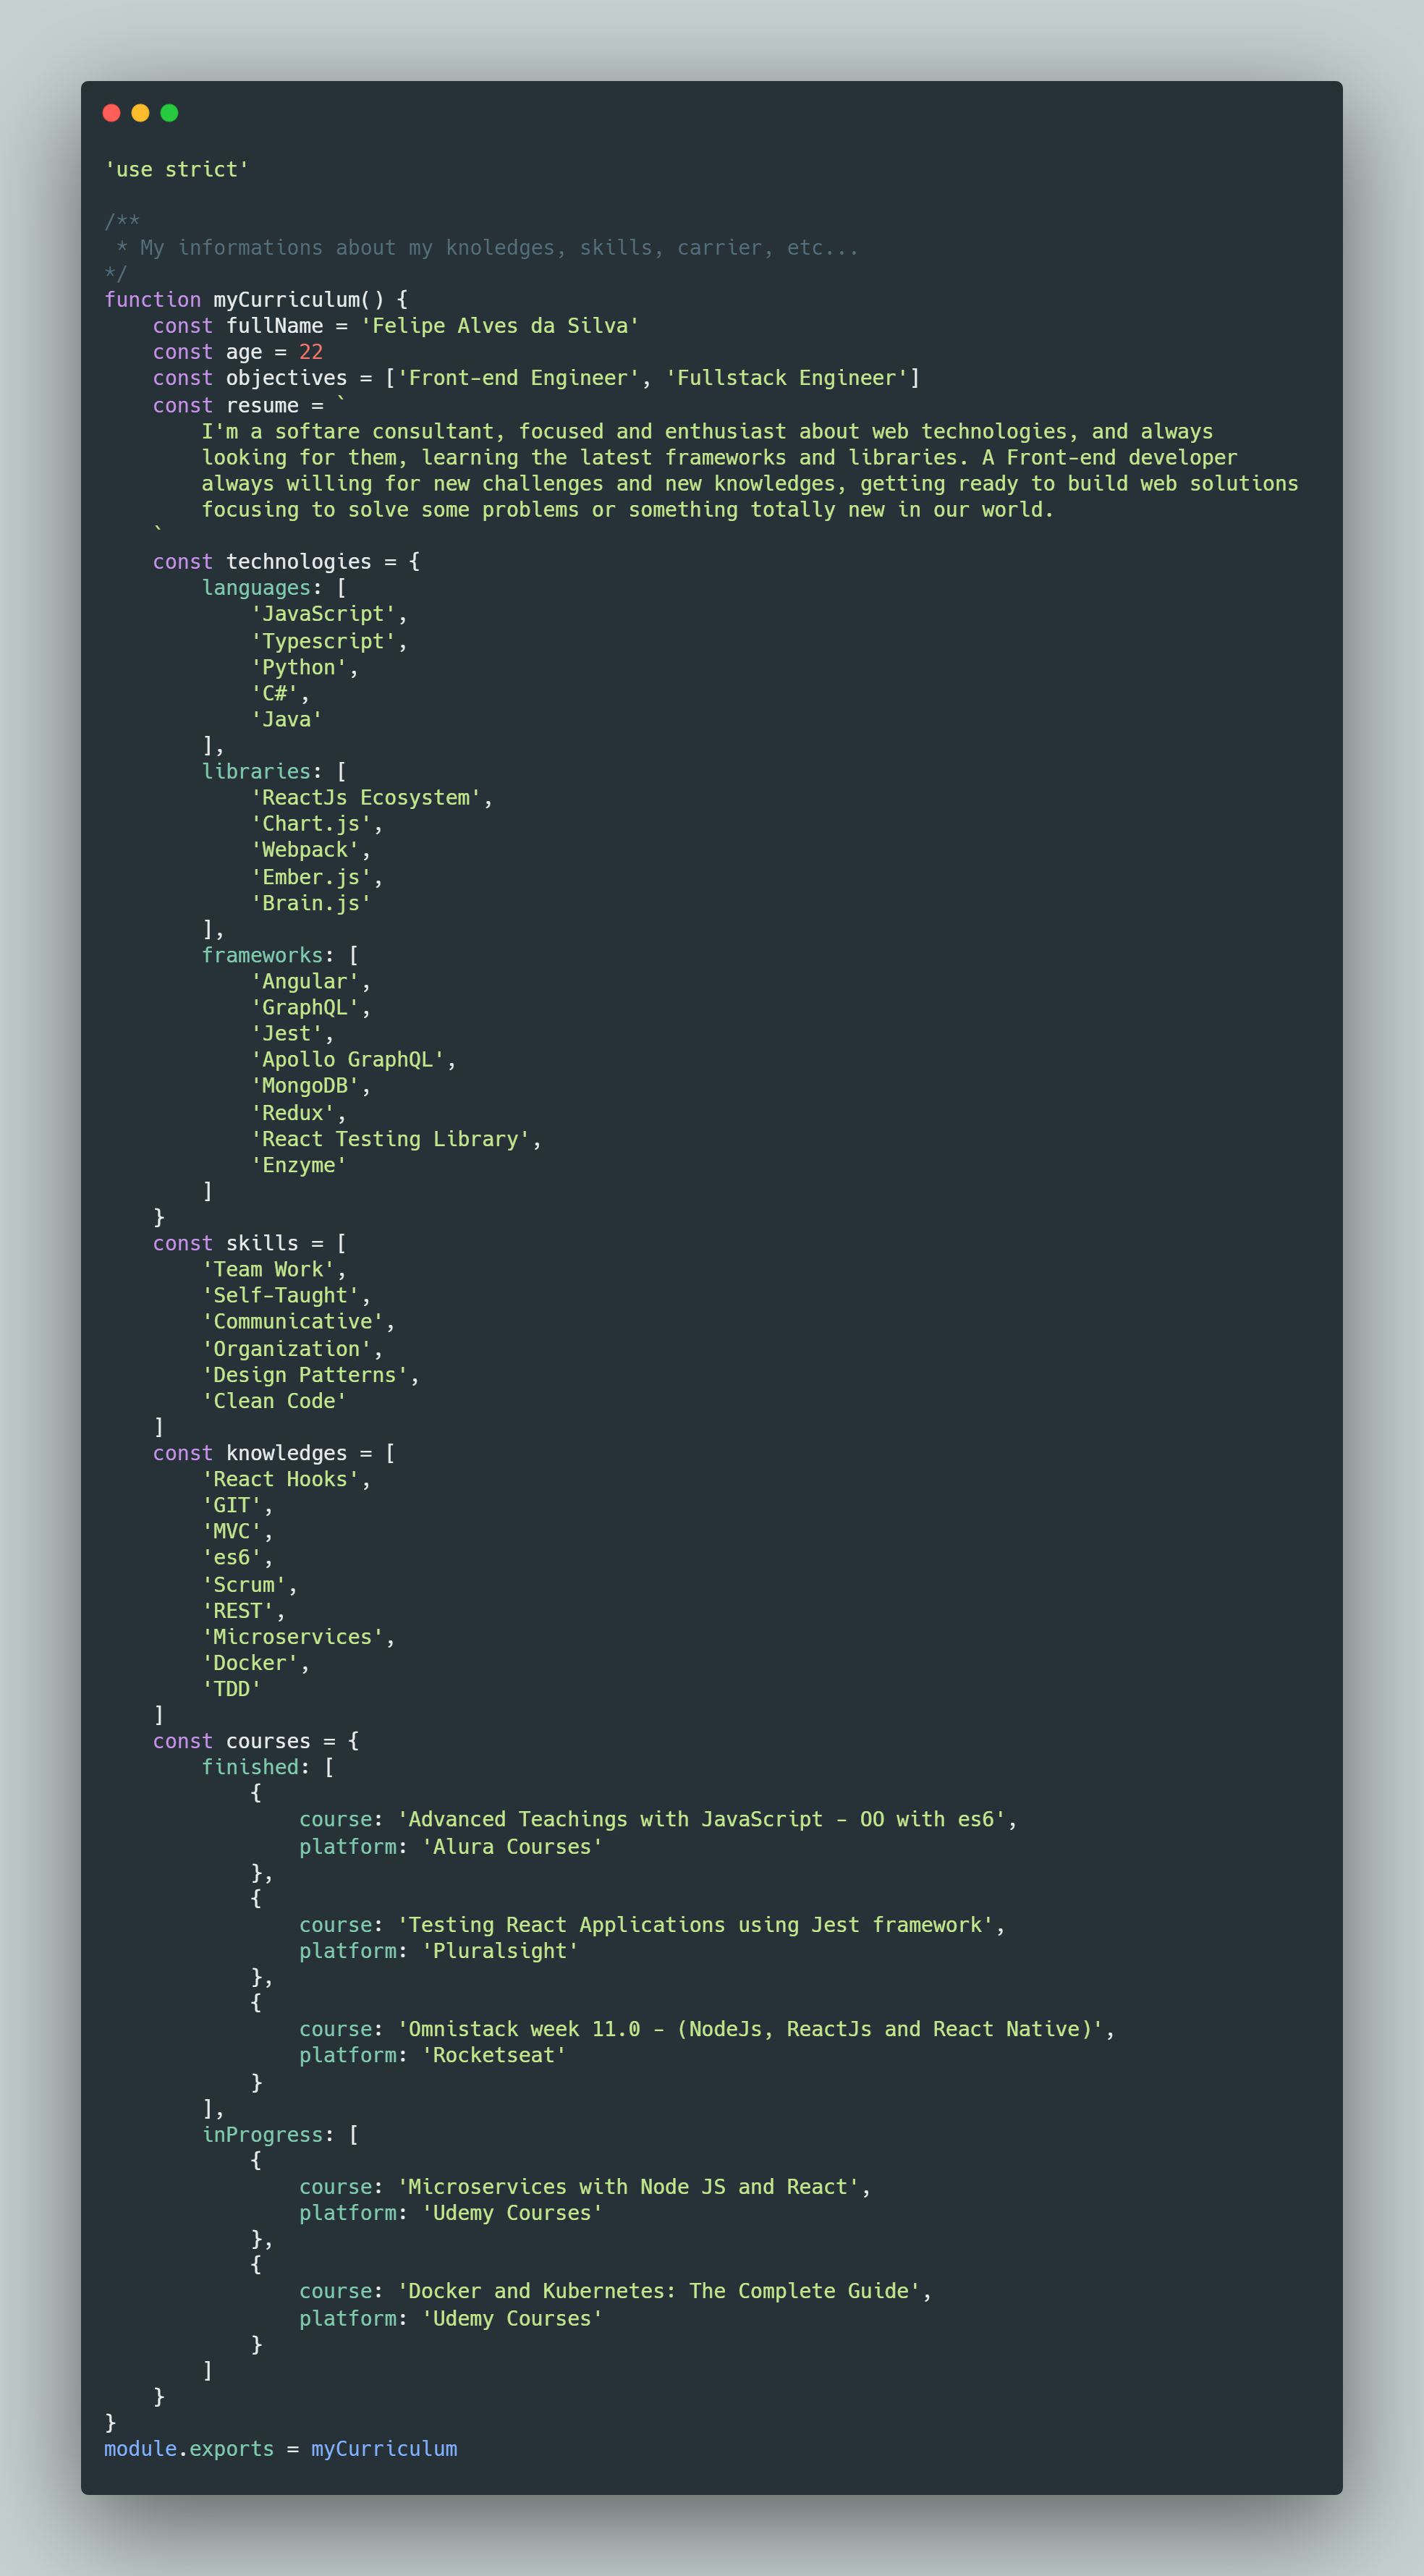 'use strict'

/**
 * My informations about my knoledges, skills, carrier, etc...
*/
function myCurriculum() {
    const fullName = 'Felipe Alves da Silva'
    const age = 22
    const objectives = ['Front-end Engineer', 'Fullstack Engineer']
    const resume = `
        I'm a softare consultant, focused and enthusiast about web technologies, and always
        looking for them, learning the latest frameworks and libraries. A Front-end developer
        always willing for new challenges and new knowledges, getting ready to build web solutions
        focusing to solve some problems or something totally new in our world.
    `
    const technologies = {
        languages: [
            'JavaScript',
            'Typescript',
            'Python',
            'C#',
            'Java'
        ],
        libraries: [
            'ReactJs Ecosystem',
            'Chart.js',
            'Webpack',
            'Ember.js',
            'Brain.js'
        ],
        frameworks: [
            'Angular',
            'GraphQL',
            'Jest',
            'Apollo GraphQL',
            'MongoDB',
            'Redux',
            'React Testing Library',
            'Enzyme'
        ]
    }
    const skills = [
        'Team Work',
        'Self-Taught',
        'Communicative',
        'Organization',
        'Design Patterns',
        'Clean Code'
    ]
    const knowledges = [
        'React Hooks',
        'GIT',
        'MVC',
        'es6',
        'Scrum',
        'REST',
        'Microservices',
        'Docker',
        'TDD'
    ]
    const courses = {
        finished: [
            {
                course: 'Advanced Teachings with JavaScript - OO with es6',
                platform: 'Alura Courses'
            },
            {
                course: 'Testing React Applications using Jest framework',
                platform: 'Pluralsight'
            },
            {
                course: 'Omnistack week 11.0 - (NodeJs, ReactJs and React Native)',
                platform: 'Rocketseat'
            }
        ],
        inProgress: [
            {
                course: 'Microservices with Node JS and React',
                platform: 'Udemy Courses'
            },
            {
                course: 'Docker and Kubernetes: The Complete Guide',
                platform: 'Udemy Courses'
            }
        ]
    }
}
module.exports = myCurriculum